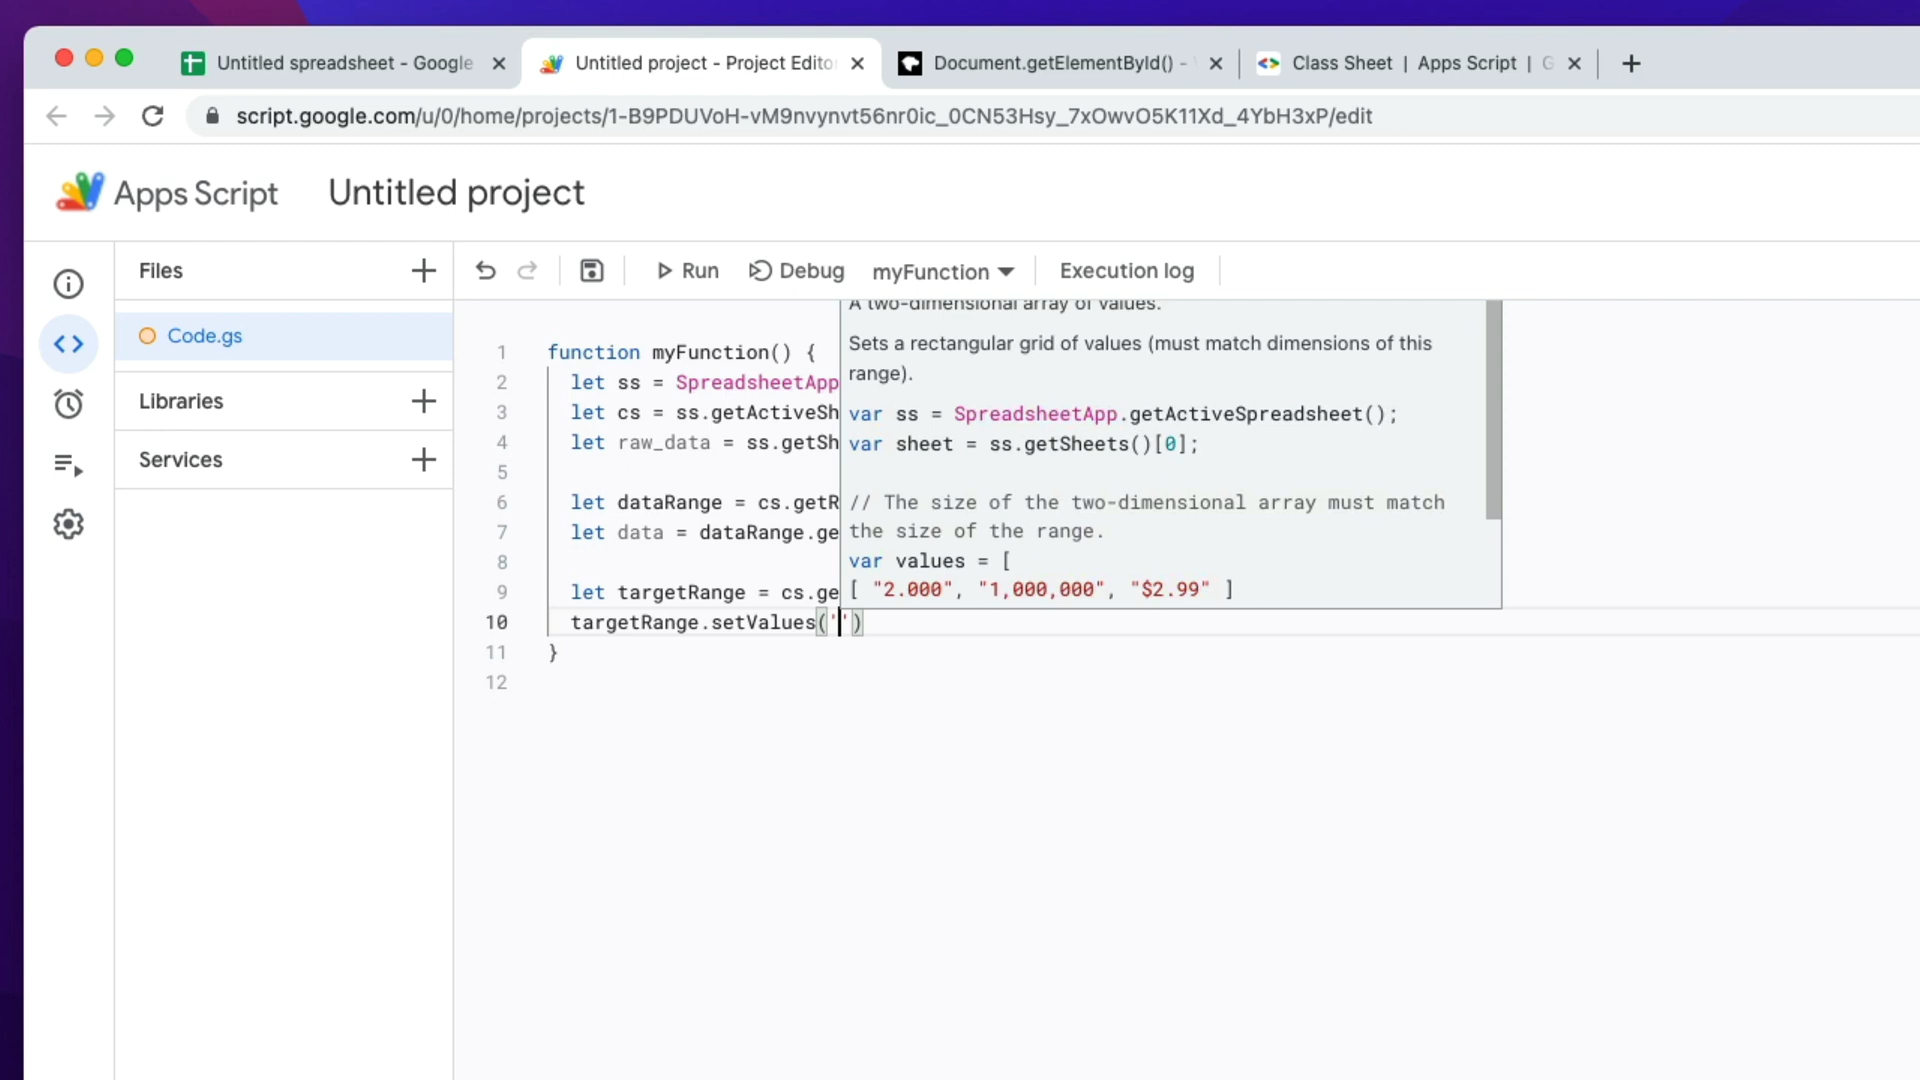 Untitled spreadsheet - Google
Untitled project - Project Edito
Document.getElementById() -
Class Sheet | Apps Script | G
script.google.com/u/0/home/projects/1-B9PDUVoH-vM9nvynvt56nr0ic_0CN53Hsy_7xOwvO5K11Xd_4YbH3xP/edit
Apps Script
Untitled project
Files
Run
Debug
myFunction
Execution log
Code.gs
Libraries
Services
1 function myFunction() {
2 let ss = SpreadsheetApp
3 let cs = ss.getActiveSh
4 let raw_data = ss.getSh
5
6 let dataRange = cs.getR
7 let data = dataRange.ge
8
9 let targetRange = cs.ge
10 targetRange.setValues('')
11 }
12
A two-dimensional array of values.
Sets a rectangular grid of values (must match dimensions of this
range).
var ss = SpreadsheetApp.getActiveSpreadsheet();
var sheet = ss.getSheets()[0];
// The size of the two-dimensional array must match
the size of the range.
var values = [
[ "2.000", "1,000,000", "$2.99" ]